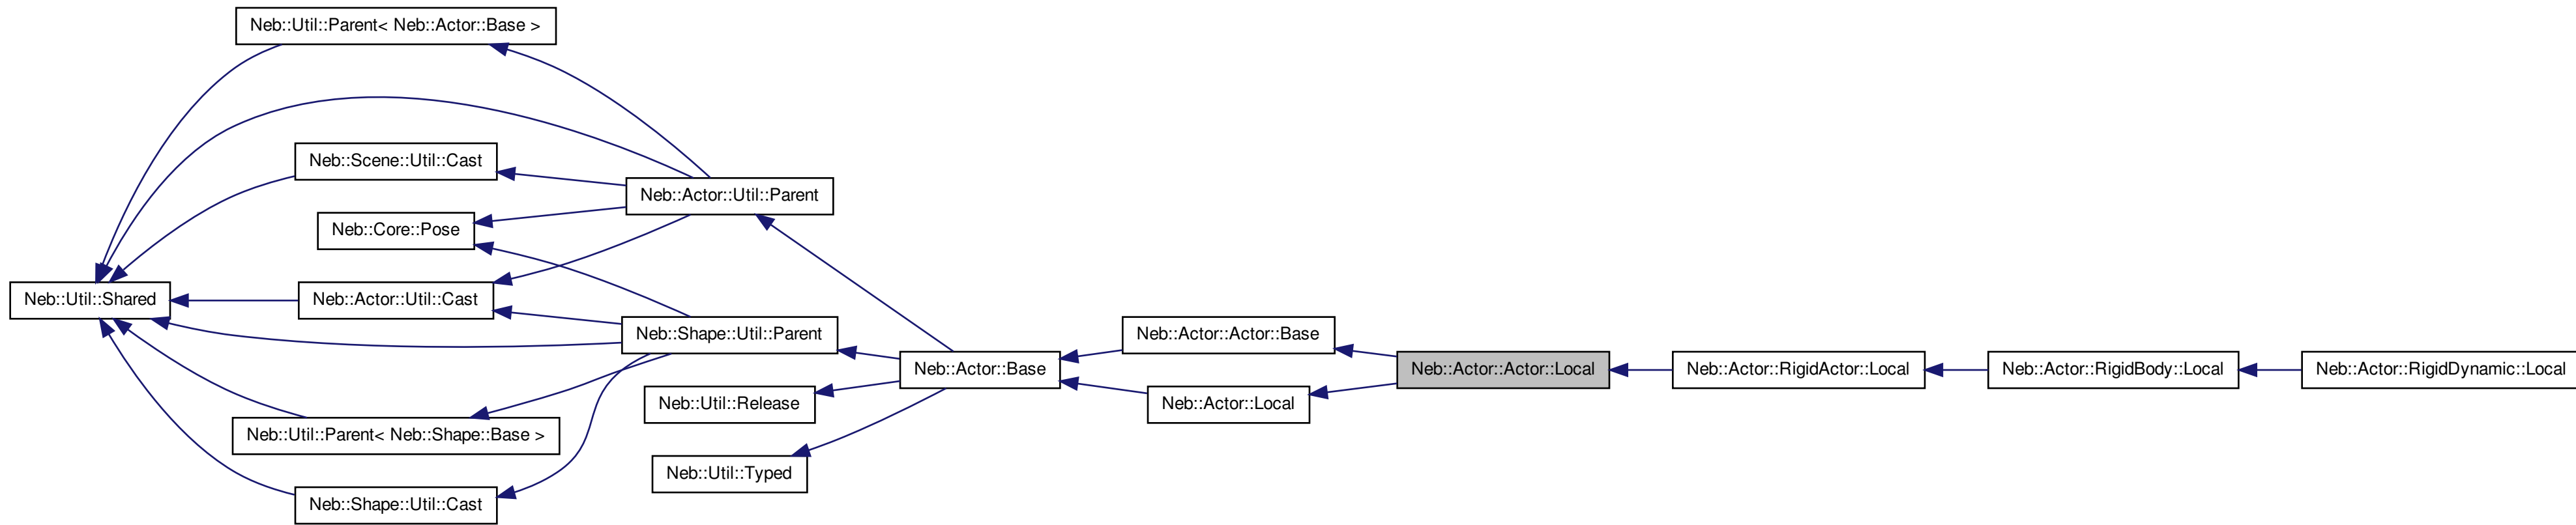 Neb::Util::Parent< Neb::Actor::Base >
Neb::Scene::Util::Cast
Neb::Actor::Util::Parent
Neb::Core::Pose
Neb::Util::Shared
Neb::Actor::Util::Cast
Neb::Shape::Util::Parent
Neb::Actor::Actor::Base
Neb::Actor::Base
Neb::Actor::Actor::Local
Neb::Actor::RigidActor::Local
Neb::Actor::RigidBody::Local
Neb::Actor::RigidDynamic::Local
Neb::Util::Release
Neb::Actor::Local
Neb::Util::Parent< Neb::Shape::Base >
Neb::Util::Typed
Neb::Shape::Util::Cast